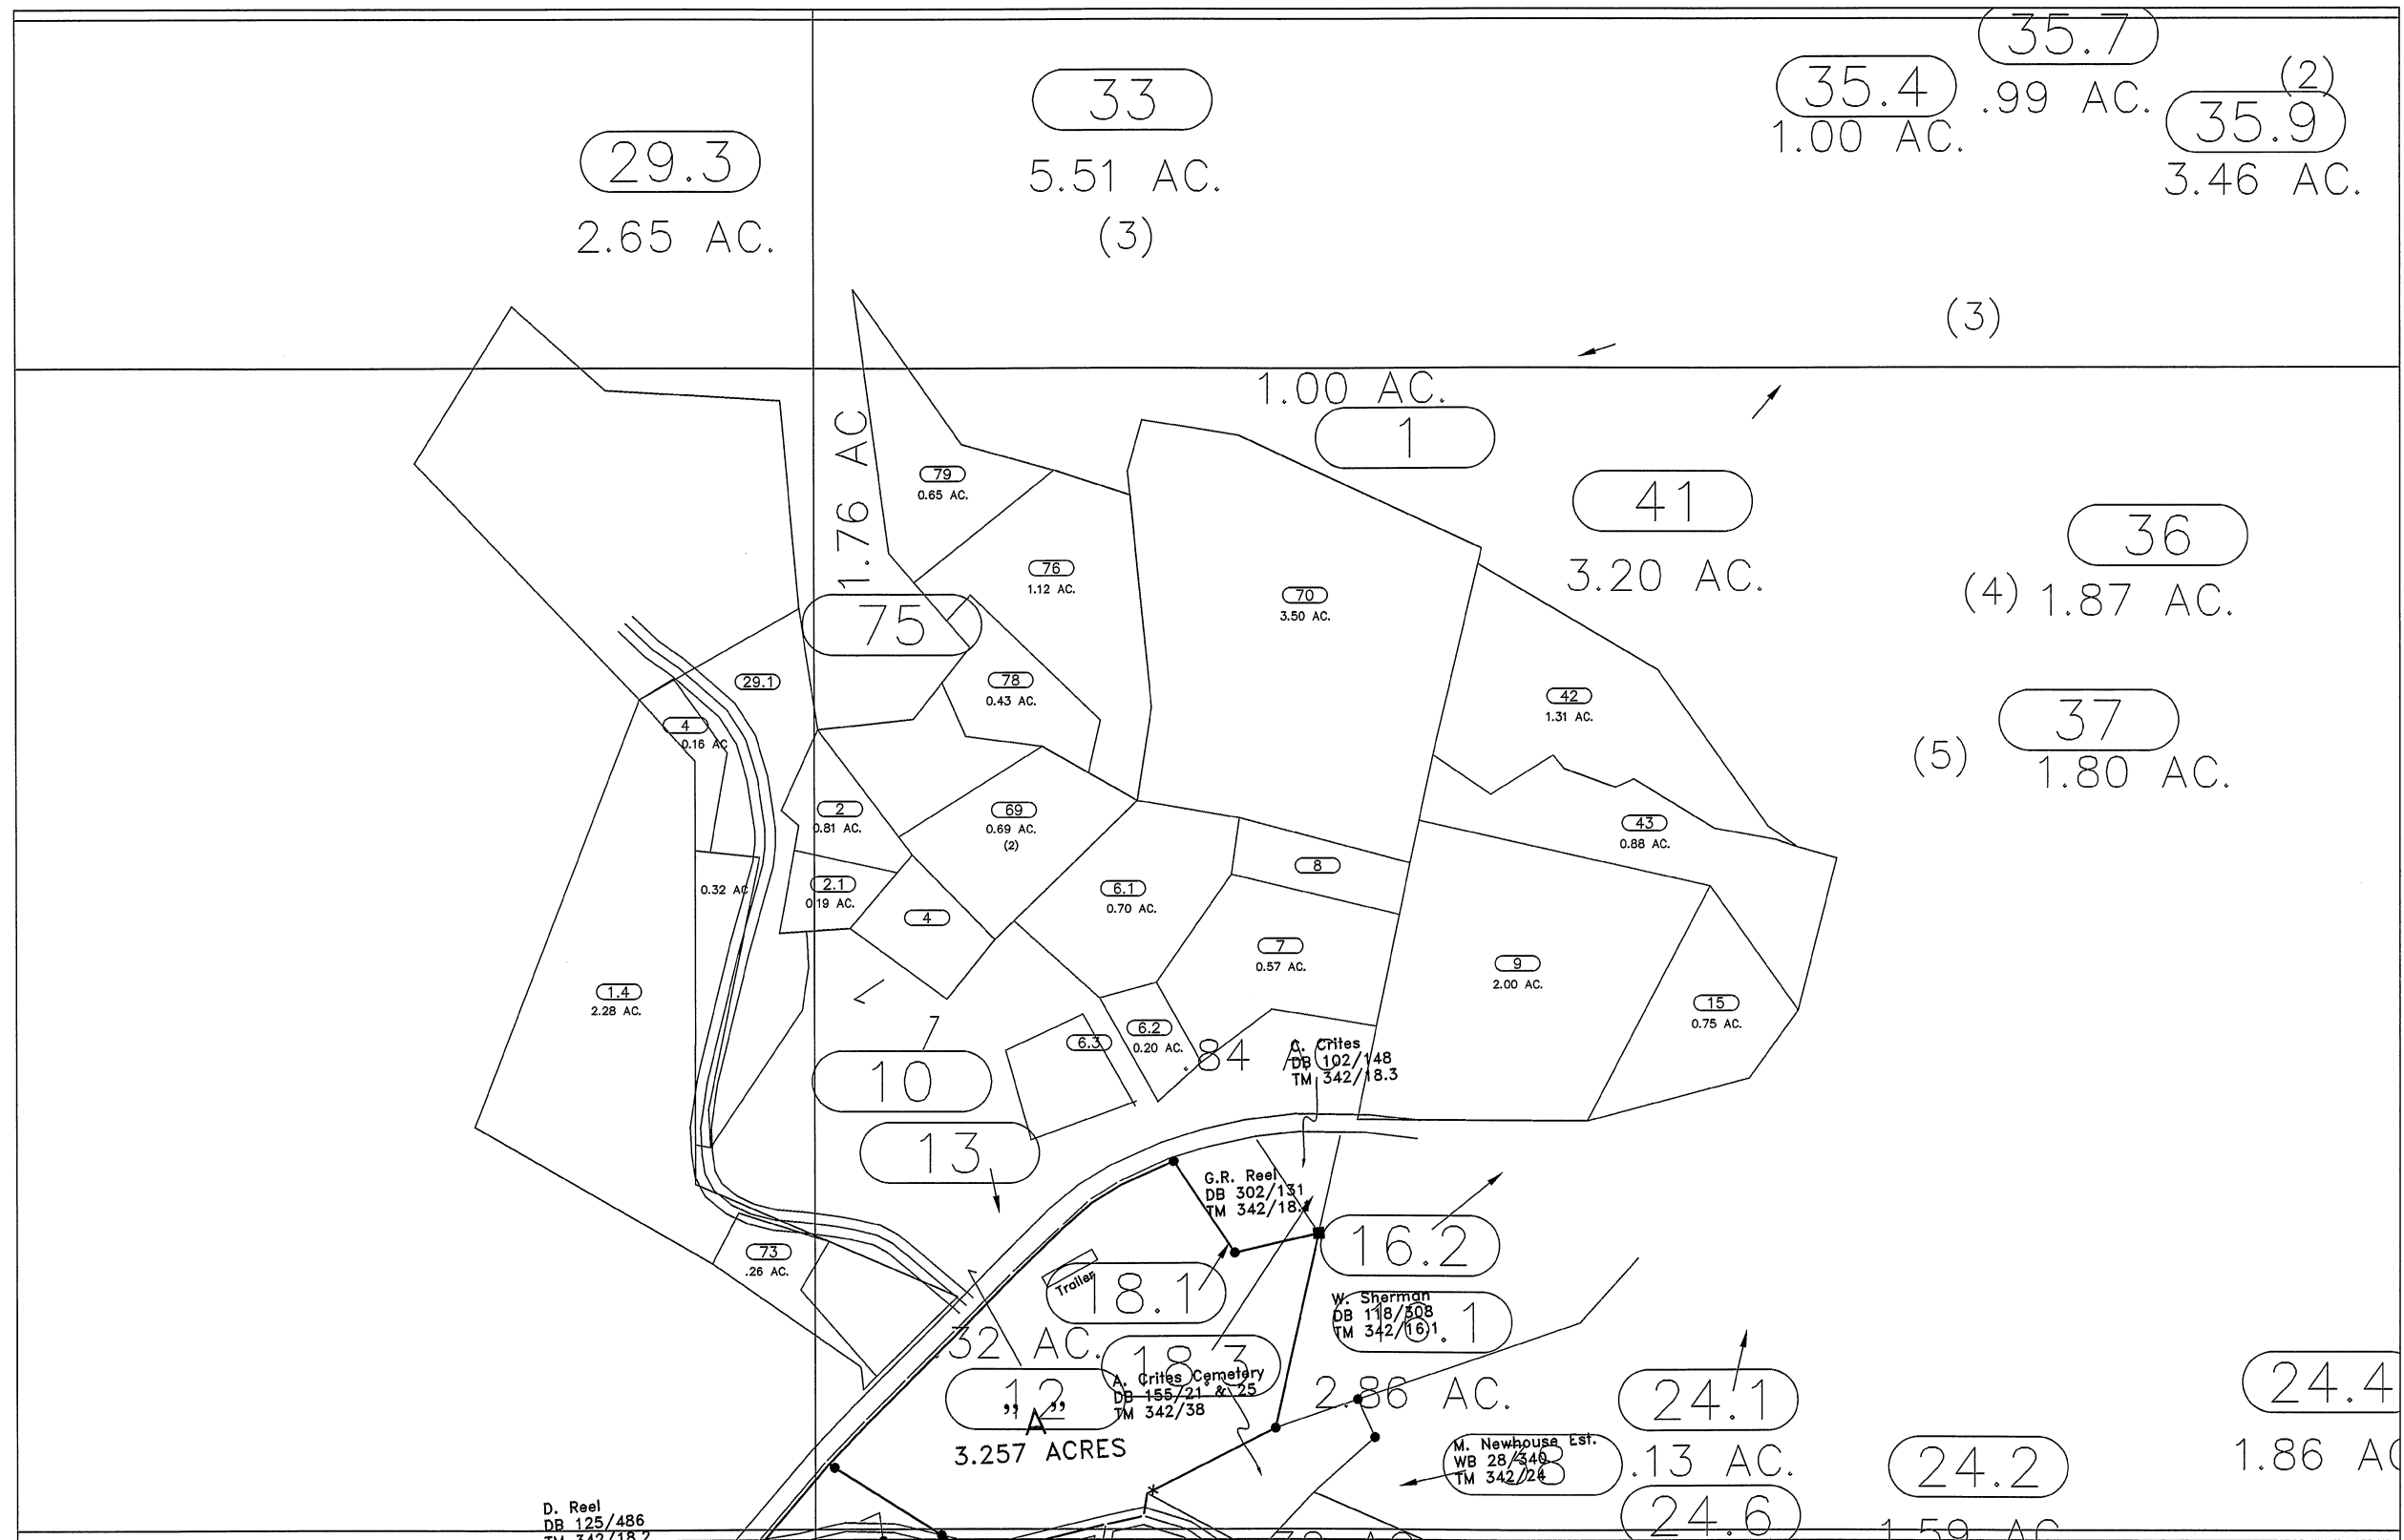 35.7
.99 AC.
35.4
1.00 AC.
(2)
35.9
3.46 AC.
33
5.51 AC.
(3)
29.3
2.65 AC.
(3)
1.00 AC.
1
41
3.20 AC.
36
(4) 1.87 AC.
37
(5)
1.80 AC.
1.76 AC
75
79
0.65 AC.
76
1.12 AC.
70
3.50 AC.
78
0.43 AC.
29.1
4
0.16 AC
42
1.31 AC.
43
0.88 AC.
2
0.81 AC.
69
0.69 AC.
(2)
8
2.1
0.19 AC.
0.32 AC
4
6.1
0.70 AC.
7
0.57 AC.
9
2.00 AC.
15
0.75 AC.
1.4
2.28 AC.
6.2
0.20 AC.
6.3
.84
C. Crites
DB 102/148
TM 342/18.3
10
13
G.R. Reel
DB 302/131
TM 342/18.
16.2
73
.26 AC.
Trailer
18.1
W. Sherman
DB 118/308
TM 342/16.1
.32 AC.
18.3
A. Crites Cemetery
DB 155/21 & 25
TM 342/38
12
"A"
3.257 ACRES
2.86 AC.
24.1
.13 AC.
24.4
1.86 AC
M. Newhouse Est.
WB 28/340
TM 342/24
24.2
1.59 AC
24.6
D. Reel
DB 125/486
TM 342/18.2